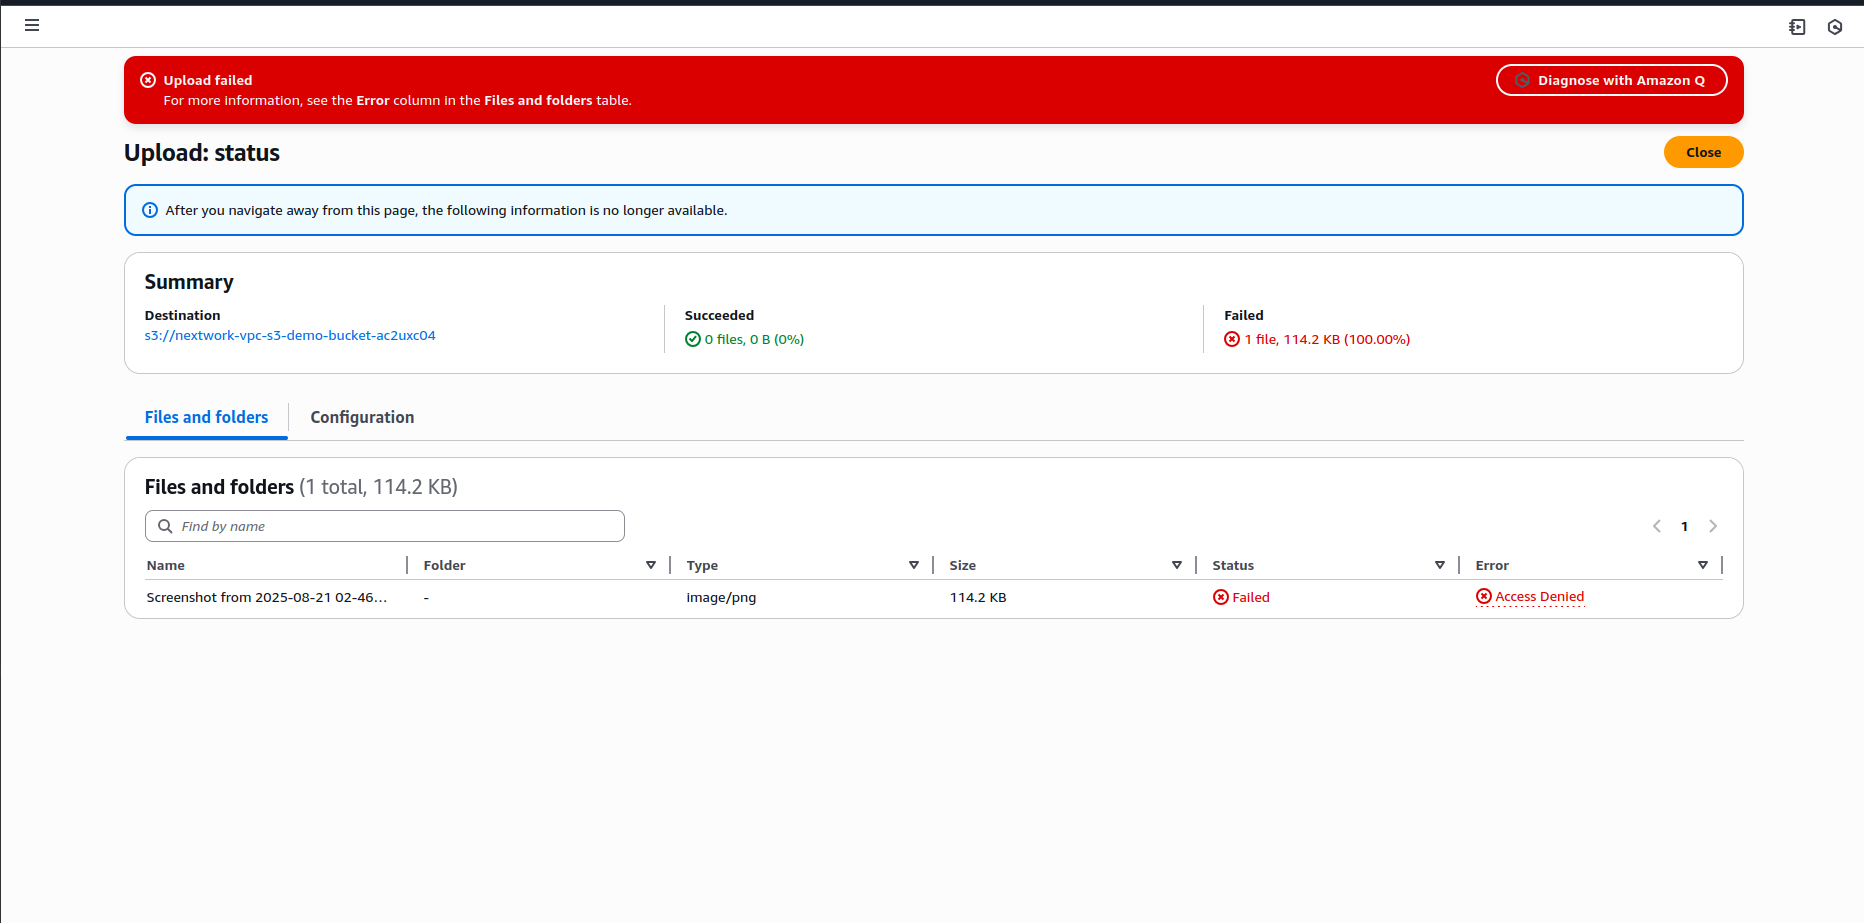 Upload failed
Diagnose with Amazon Q
For more information, see the Error column in the Files and folders table.
Upload: status
Close
After you navigate away from this page, the following information is no longer available.
Summary
Destination
s3://nextwork-vpc-s3-demo-bucket-ac2uxc04
Succeeded
0 files, 0 B (0%)
Failed
1 file, 114.2 KB (100.00%)
Files and folders
Configuration
Files and folders (1 total, 114.2 KB)
Find by name
1
Name Folder Type Size Status Error
Screenshot from 2025-08-21 02-46... - image/png 114.2 KB Failed Access Denied